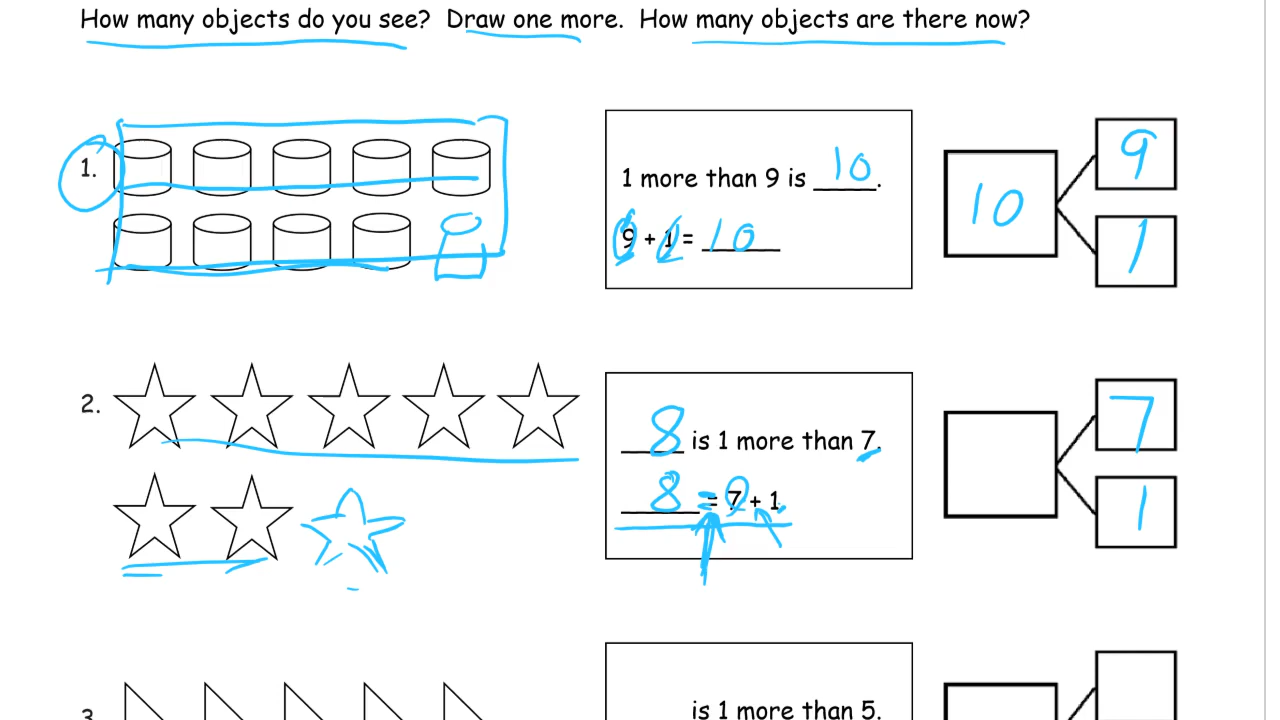 How many objects do you see? Draw one more. How many objects are there now?
1.
1 more than 9 is 10.
9 + 1 = 10
10
9
1
2.
8 is 1 more than 7.
8 = 7 + 1
7
1
3
is 1 more than 5.